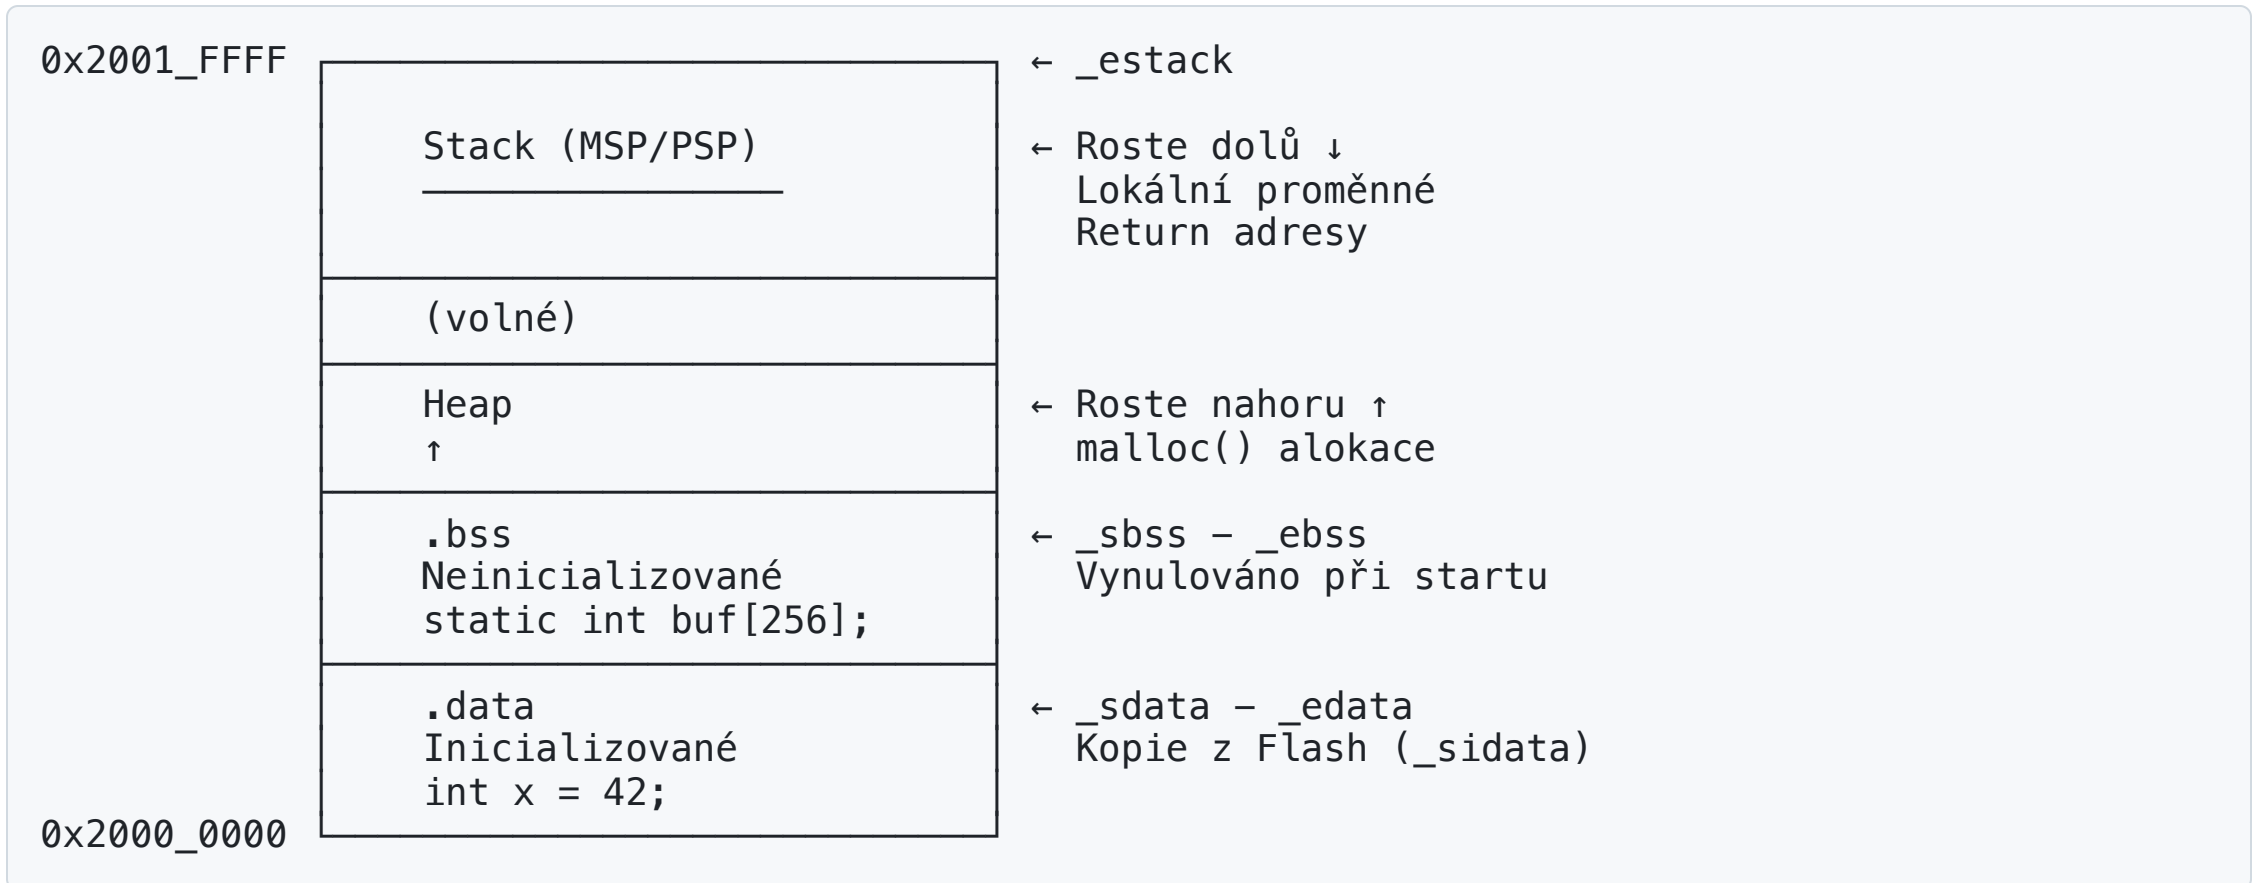 0x2001_FFFF ← _estack
Stack (MSP/PSP) ← Roste dolů ↓
Lokální proměnné
Return adresy
(volné)
Heap ← Roste nahoru ↑
↑ malloc() alokace
.bss ← _sbss – _ebss
Neinicializované Vynulováno při startu
static int buf[256];
.data ← _sdata – _edata
Inicializované Kopie z Flash (_sidata)
int x = 42;
0x2000_0000